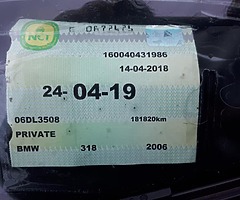 NCT
160040431986
14-04-2018
24- 04-19
06DL3508 181820km
PRIVATE
BMW 318 2006